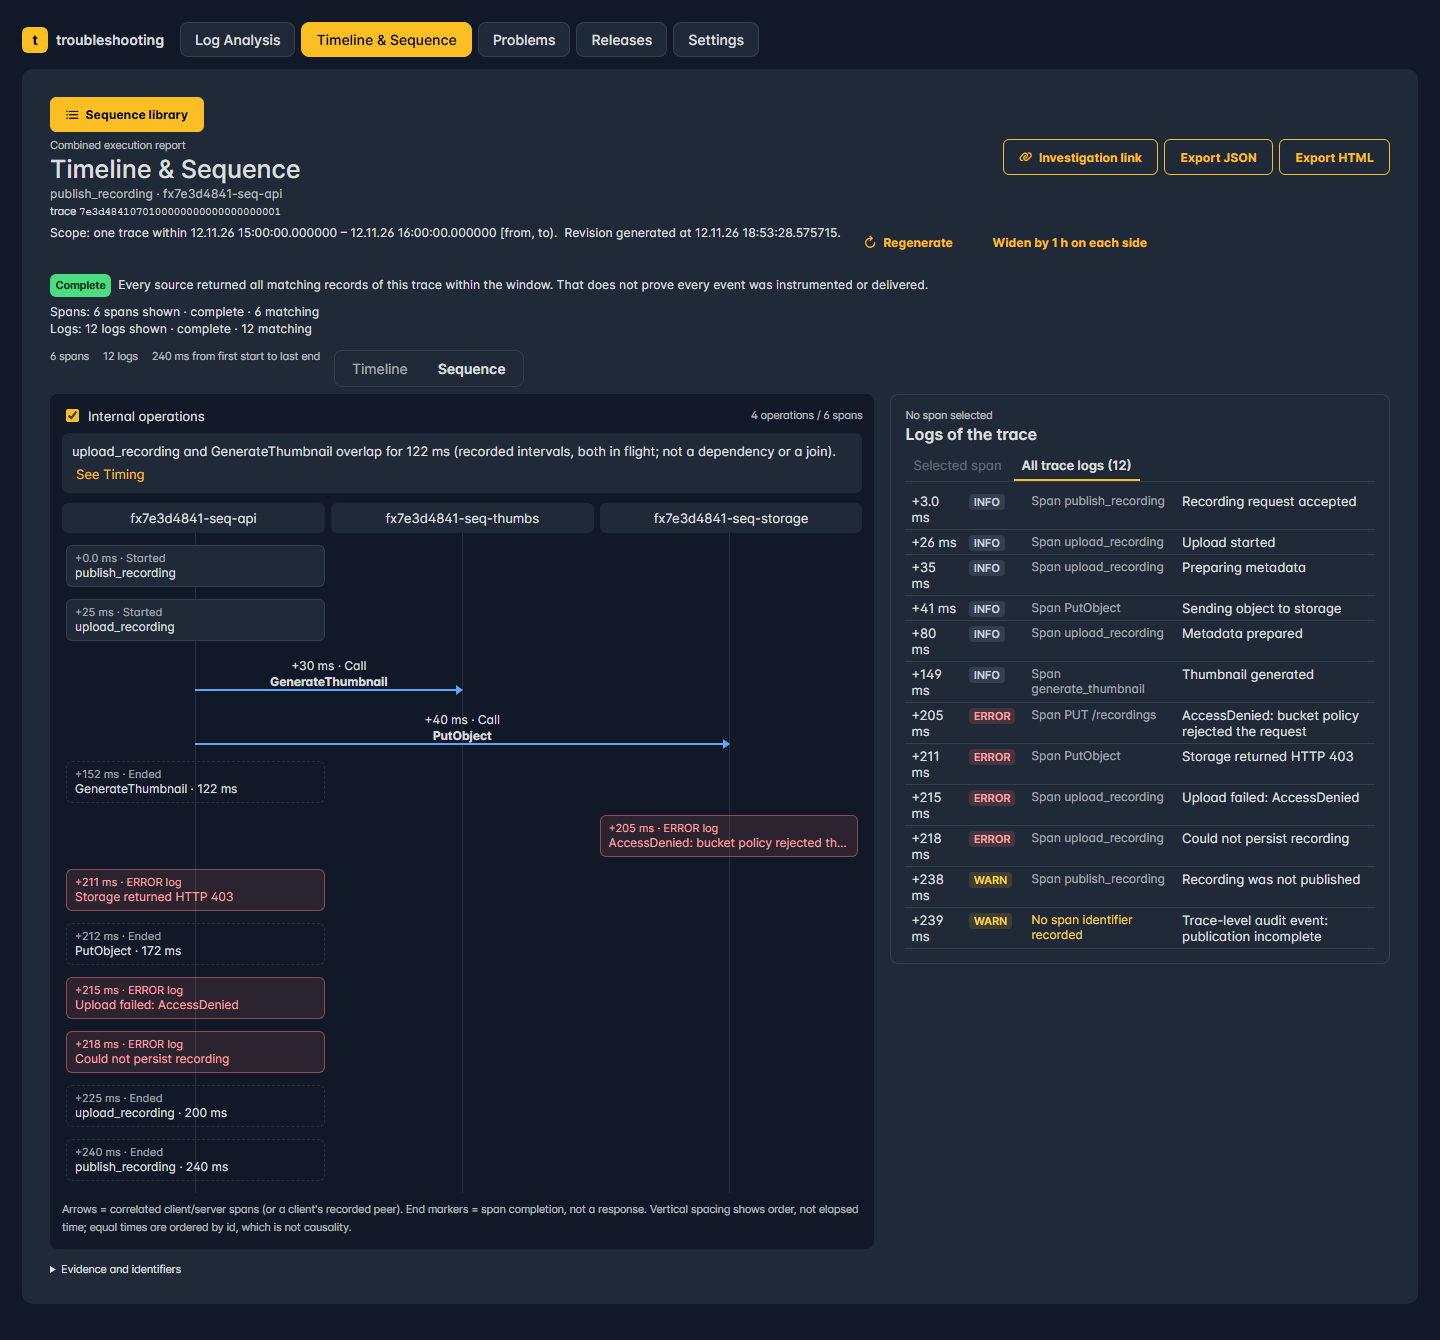 t troubleshooting Log Analysis Timeline & Sequence Problems Releases Settings
Sequence library
Combined execution report
Timeline & Sequence
publish_recording · fx7e3d4841-seq-api
trace 7e3d4841070100000000000000000001
Investigation link Export JSON Export HTML
Scope: one trace within 12.11.26 15:00:00.000000 – 12.11.26 16:00:00.000000 [from, to). Revision generated at 12.11.26 18:53:28.575715.
Regenerate Widen by 1 h on each side
Complete Every source returned all matching records of this trace within the window. That does not prove every event was instrumented or delivered.
Spans: 6 spans shown · complete · 6 matching
Logs: 12 logs shown · complete · 12 matching
6 spans 12 logs 240 ms from first start to last end Timeline Sequence
Internal operations 4 operations / 6 spans
upload_recording and GenerateThumbnail overlap for 122 ms (recorded intervals, both in flight; not a dependency or a join).
See Timing
fx7e3d4841-seq-api fx7e3d4841-seq-thumbs fx7e3d4841-seq-storage
+0.0 ms · Started
publish_recording
+25 ms · Started
upload_recording
+30 ms · Call
GenerateThumbnail
+40 ms · Call
PutObject
+152 ms · Ended
GenerateThumbnail · 122 ms
+205 ms · ERROR log
AccessDenied: bucket policy rejected th...
+211 ms · ERROR log
Storage returned HTTP 403
+212 ms · Ended
PutObject · 172 ms
+215 ms · ERROR log
Upload failed: AccessDenied
+218 ms · ERROR log
Could not persist recording
+225 ms · Ended
upload_recording · 200 ms
+240 ms · Ended
publish_recording · 240 ms
Arrows = correlated client/server spans (or a client's recorded peer). End markers = span completion, not a response. Vertical spacing shows order, not elapsed
time; equal times are ordered by id, which is not causality.
No span selected
Logs of the trace
Selected span All trace logs (12)
+3.0 INFO Span publish_recording Recording request accepted
ms
+26 ms INFO Span upload_recording Upload started
+35 INFO Span upload_recording Preparing metadata
ms
+41 ms INFO Span PutObject Sending object to storage
+80 INFO Span upload_recording Metadata prepared
ms
+149 INFO Span Thumbnail generated
ms generate_thumbnail
+205 ERROR Span PUT /recordings AccessDenied: bucket policy
ms rejected the request
+211 ERROR Span PutObject Storage returned HTTP 403
ms
+215 ERROR Span upload_recording Upload failed: AccessDenied
ms
+218 ERROR Span upload_recording Could not persist recording
ms
+238 WARN Span publish_recording Recording was not published
ms
+239 WARN No span identifier Trace-level audit event:
ms recorded publication incomplete
Evidence and identifiers